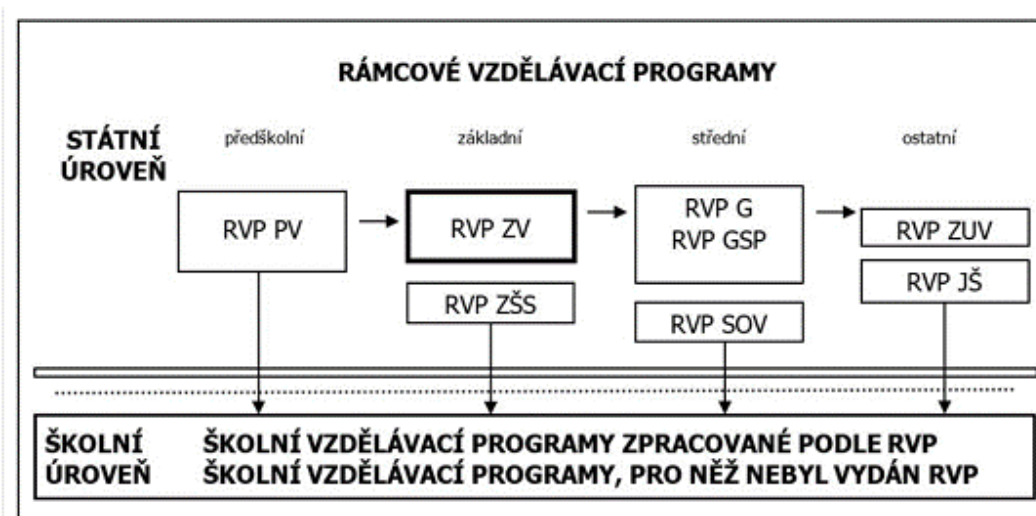 RÁMCOVÉ VZDĚLÁVACÍ PROGRAMY
STÁTNÍ
ÚROVEŇ
předškolní
základní
střední
ostatní
RVP PV
RVP ZV
RVP G
RVP GSP
RVP ZUV
RVP ZŠS
RVP SOV
RVP JŠ
ŠKOLNÍ ŠKOLNÍ VZDĚLÁVACÍ PROGRAMY ZPRACOVANÉ PODLE RVP
ÚROVEŇ ŠKOLNÍ VZDĚLÁVACÍ PROGRAMY, PRO NĚŽ NEBYL VYDÁN RVP